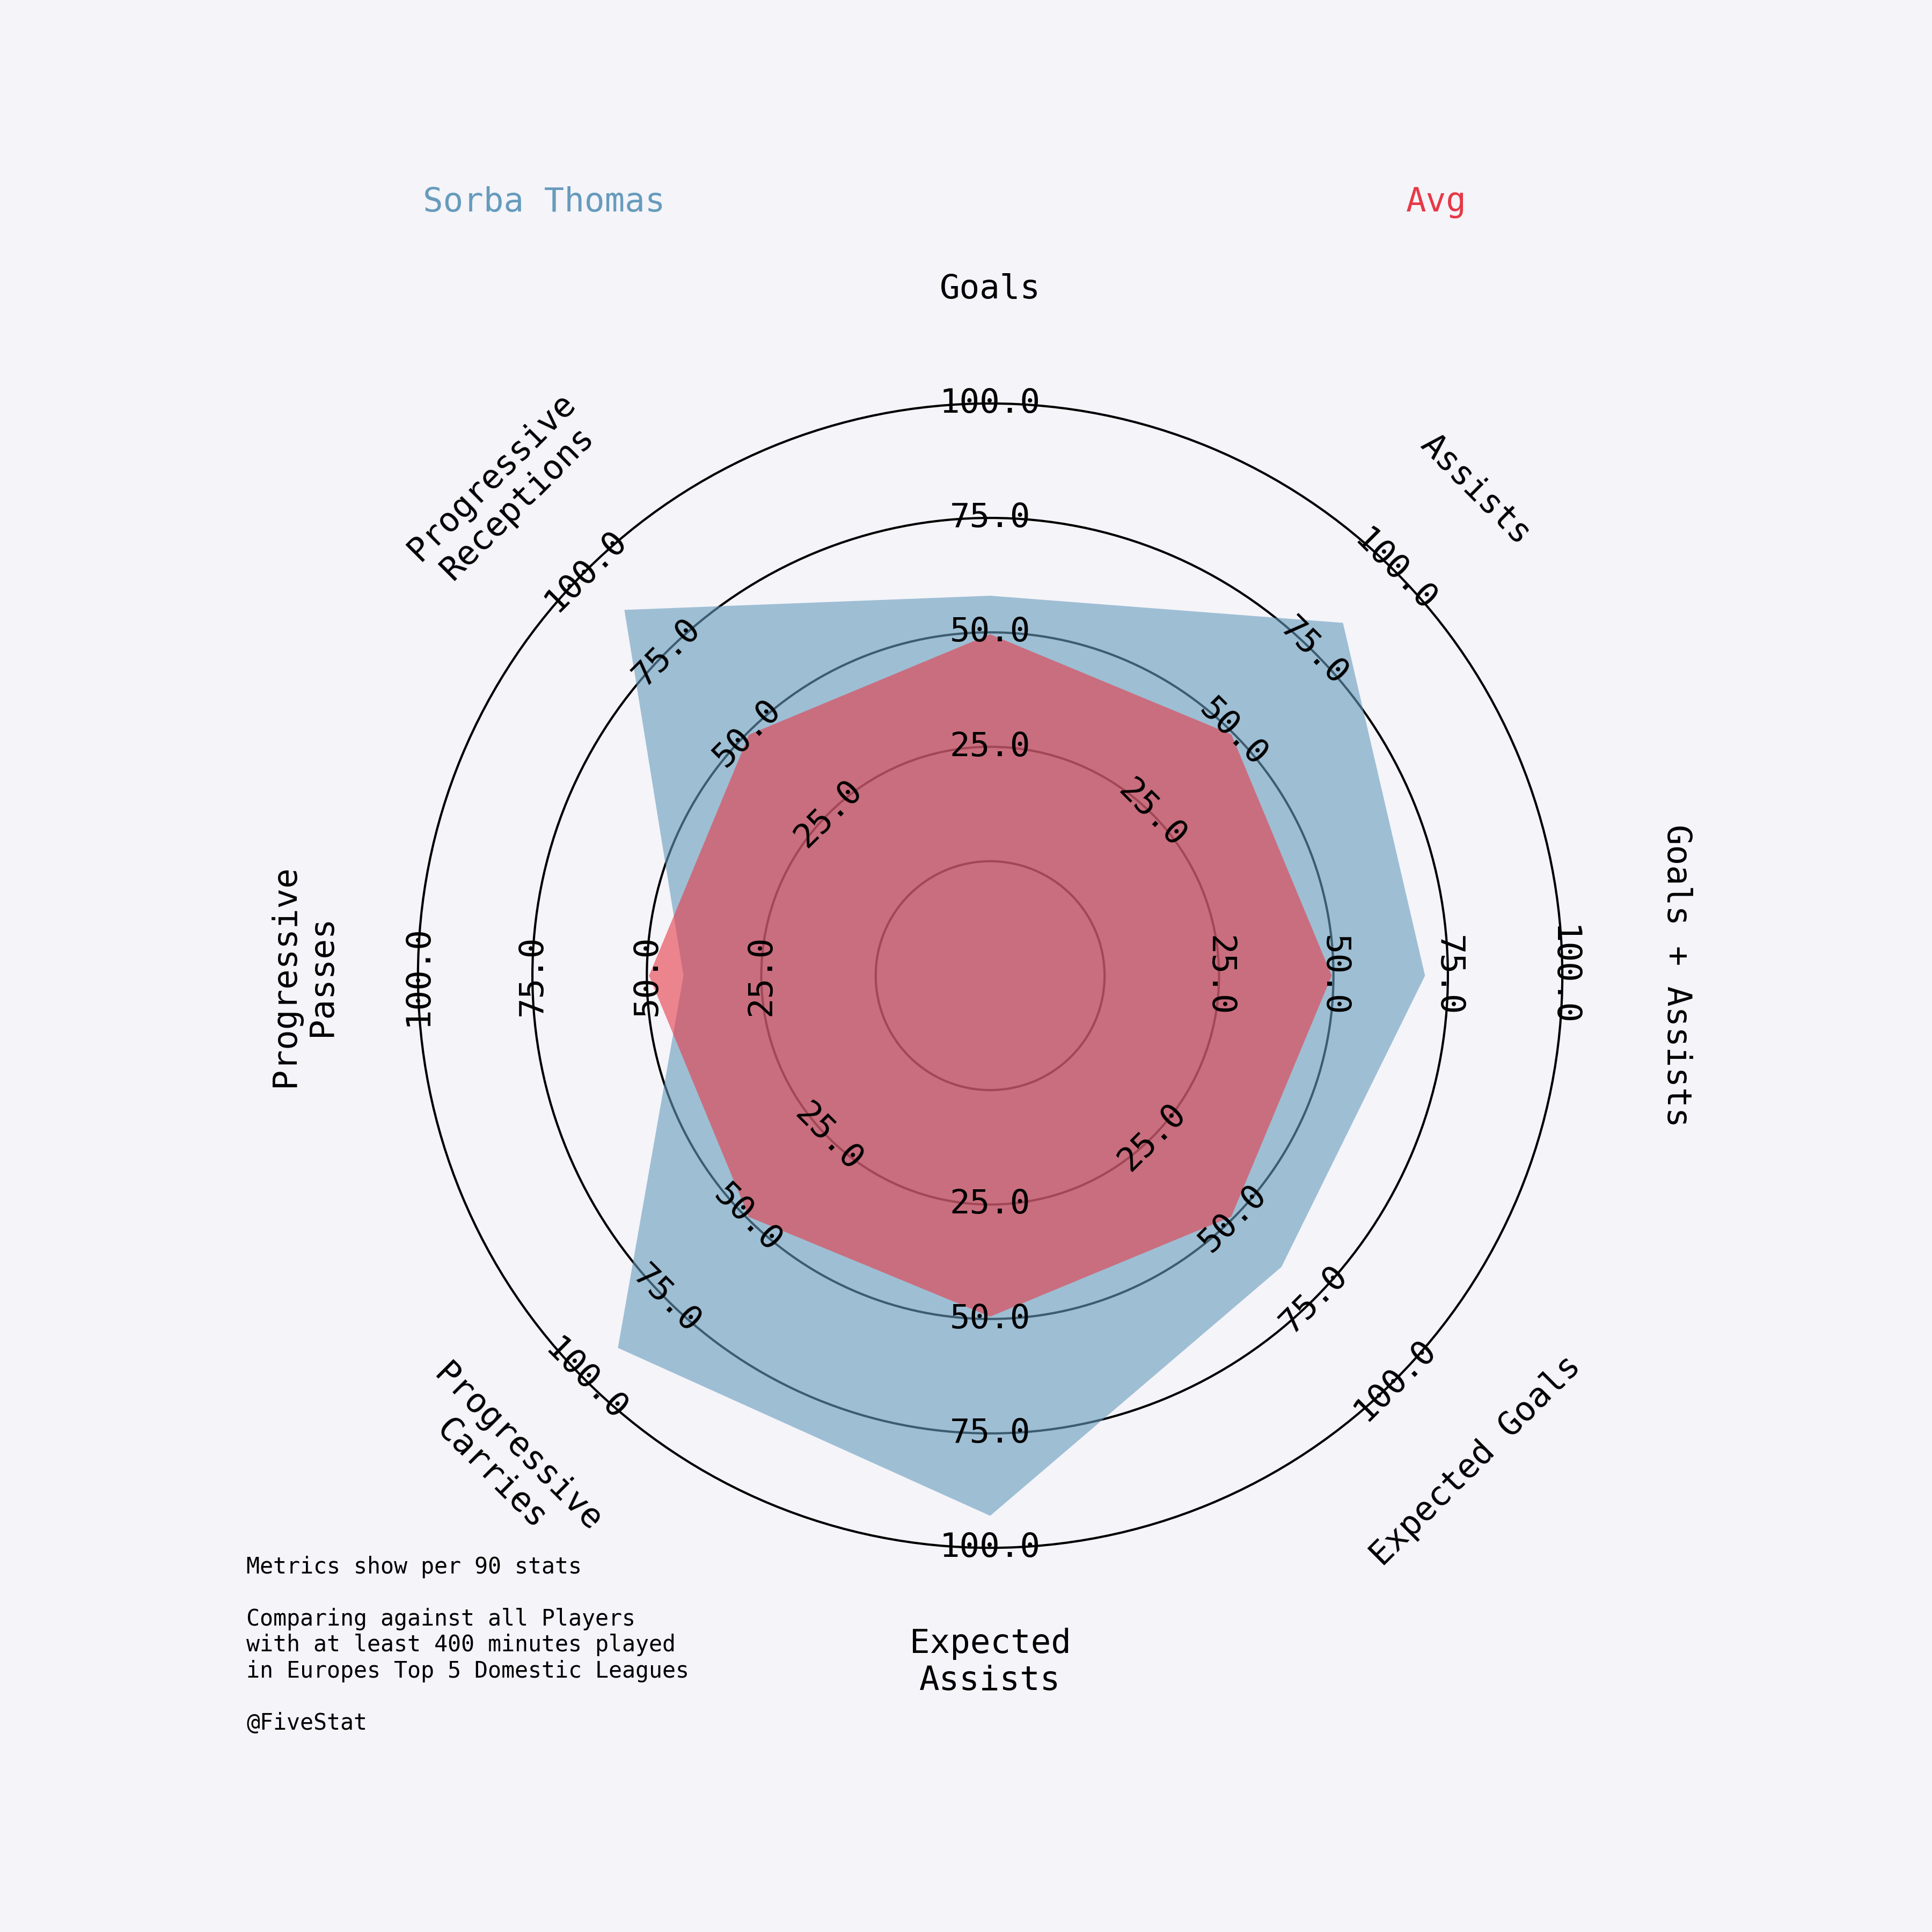 Sorba Thomas
Avg
Goals
Assists
Goals + Assists
Expected Goals
Expected
Assists
Progressive
Carries
Progressive
Passes
Progressive
Receptions
100.0
75.0
50.0
25.0
100.0
75.0
50.0
25.0
100.0
75.0
50.0
25.0
100.0
75.0
50.0
25.0
25.0
50.0
75.0
100.0
100.0
75.0
50.0
25.0
100.0
75.0
50.0
25.0
100.0
75.0
50.0
25.0
Metrics show per 90 stats
Comparing against all Players
with at least 400 minutes played
in Europes Top 5 Domestic Leagues
@FiveStat